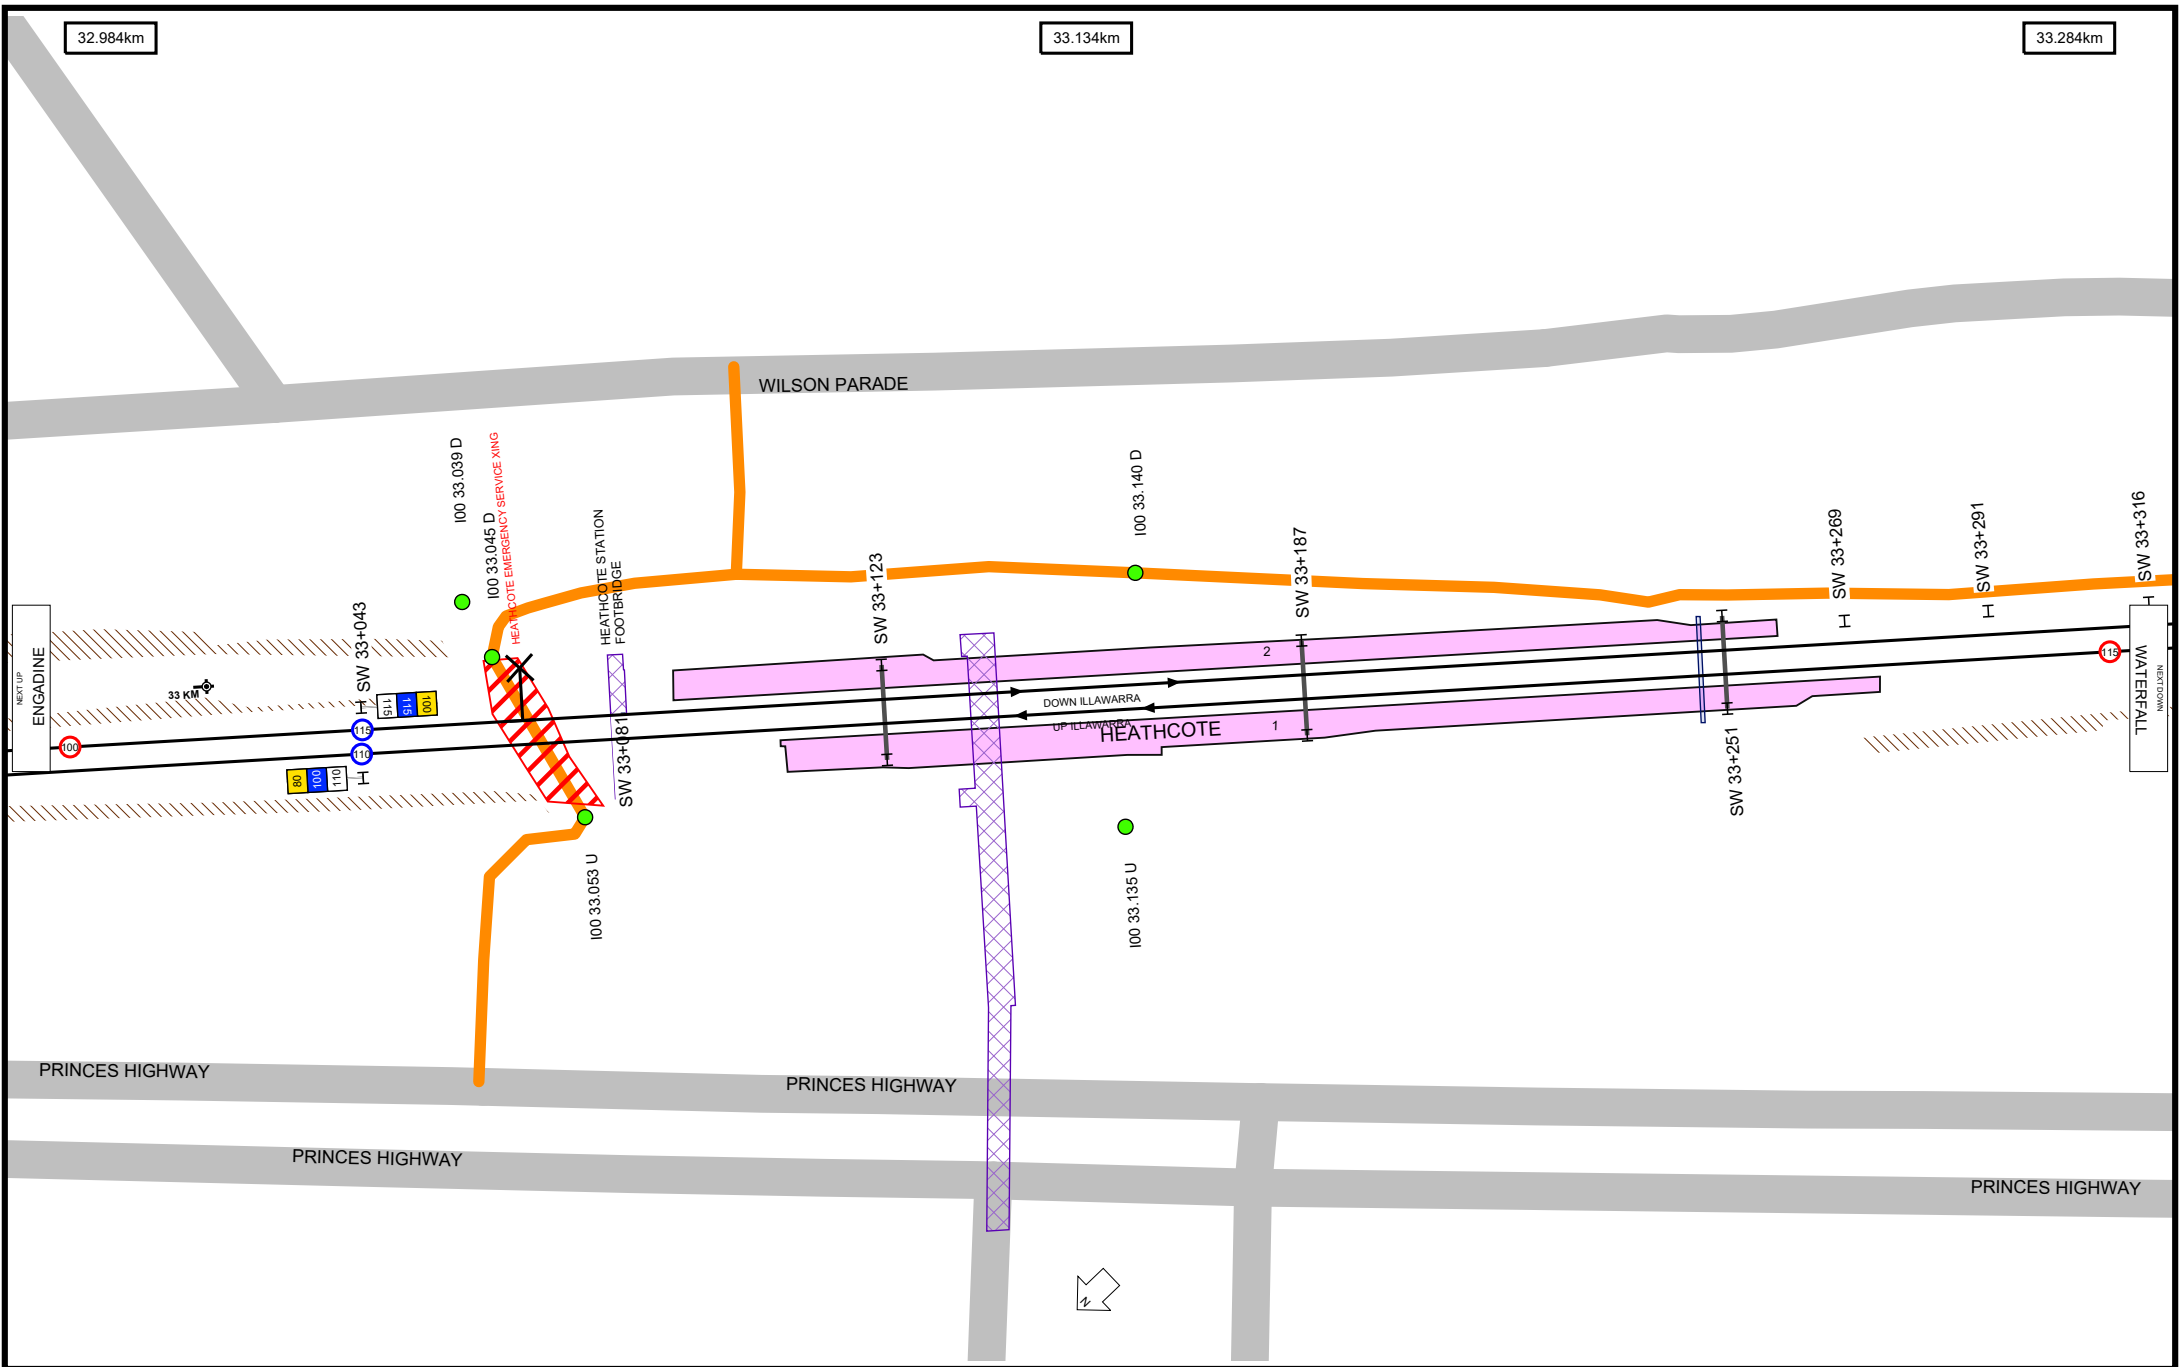 32.984km
33.134km
33.284km
WILSON PARADE
I00 33.039 D
I00 33.045 D
HEATHCOTE EMERGENCY SERVICE XING
HEATHCOTE STATION
FOOTBRIDGE
I00 33.140 D
SW 33+043
SW 33+081
SW 33+123
SW 33+187
SW 33+251
SW 33+269
SW 33+291
SW 33+316
NEXT UP
ENGADINE
33 KM
115
115
100
100
115
110
80
100
110
2
DOWN ILLAWARRA
UP ILLAWARRA
HEATHCOTE
1
115
WATERFALL
NEXT DOWN
I00 33.053 U
I00 33.135 U
PRINCES HIGHWAY
PRINCES HIGHWAY
PRINCES HIGHWAY
PRINCES HIGHWAY
N